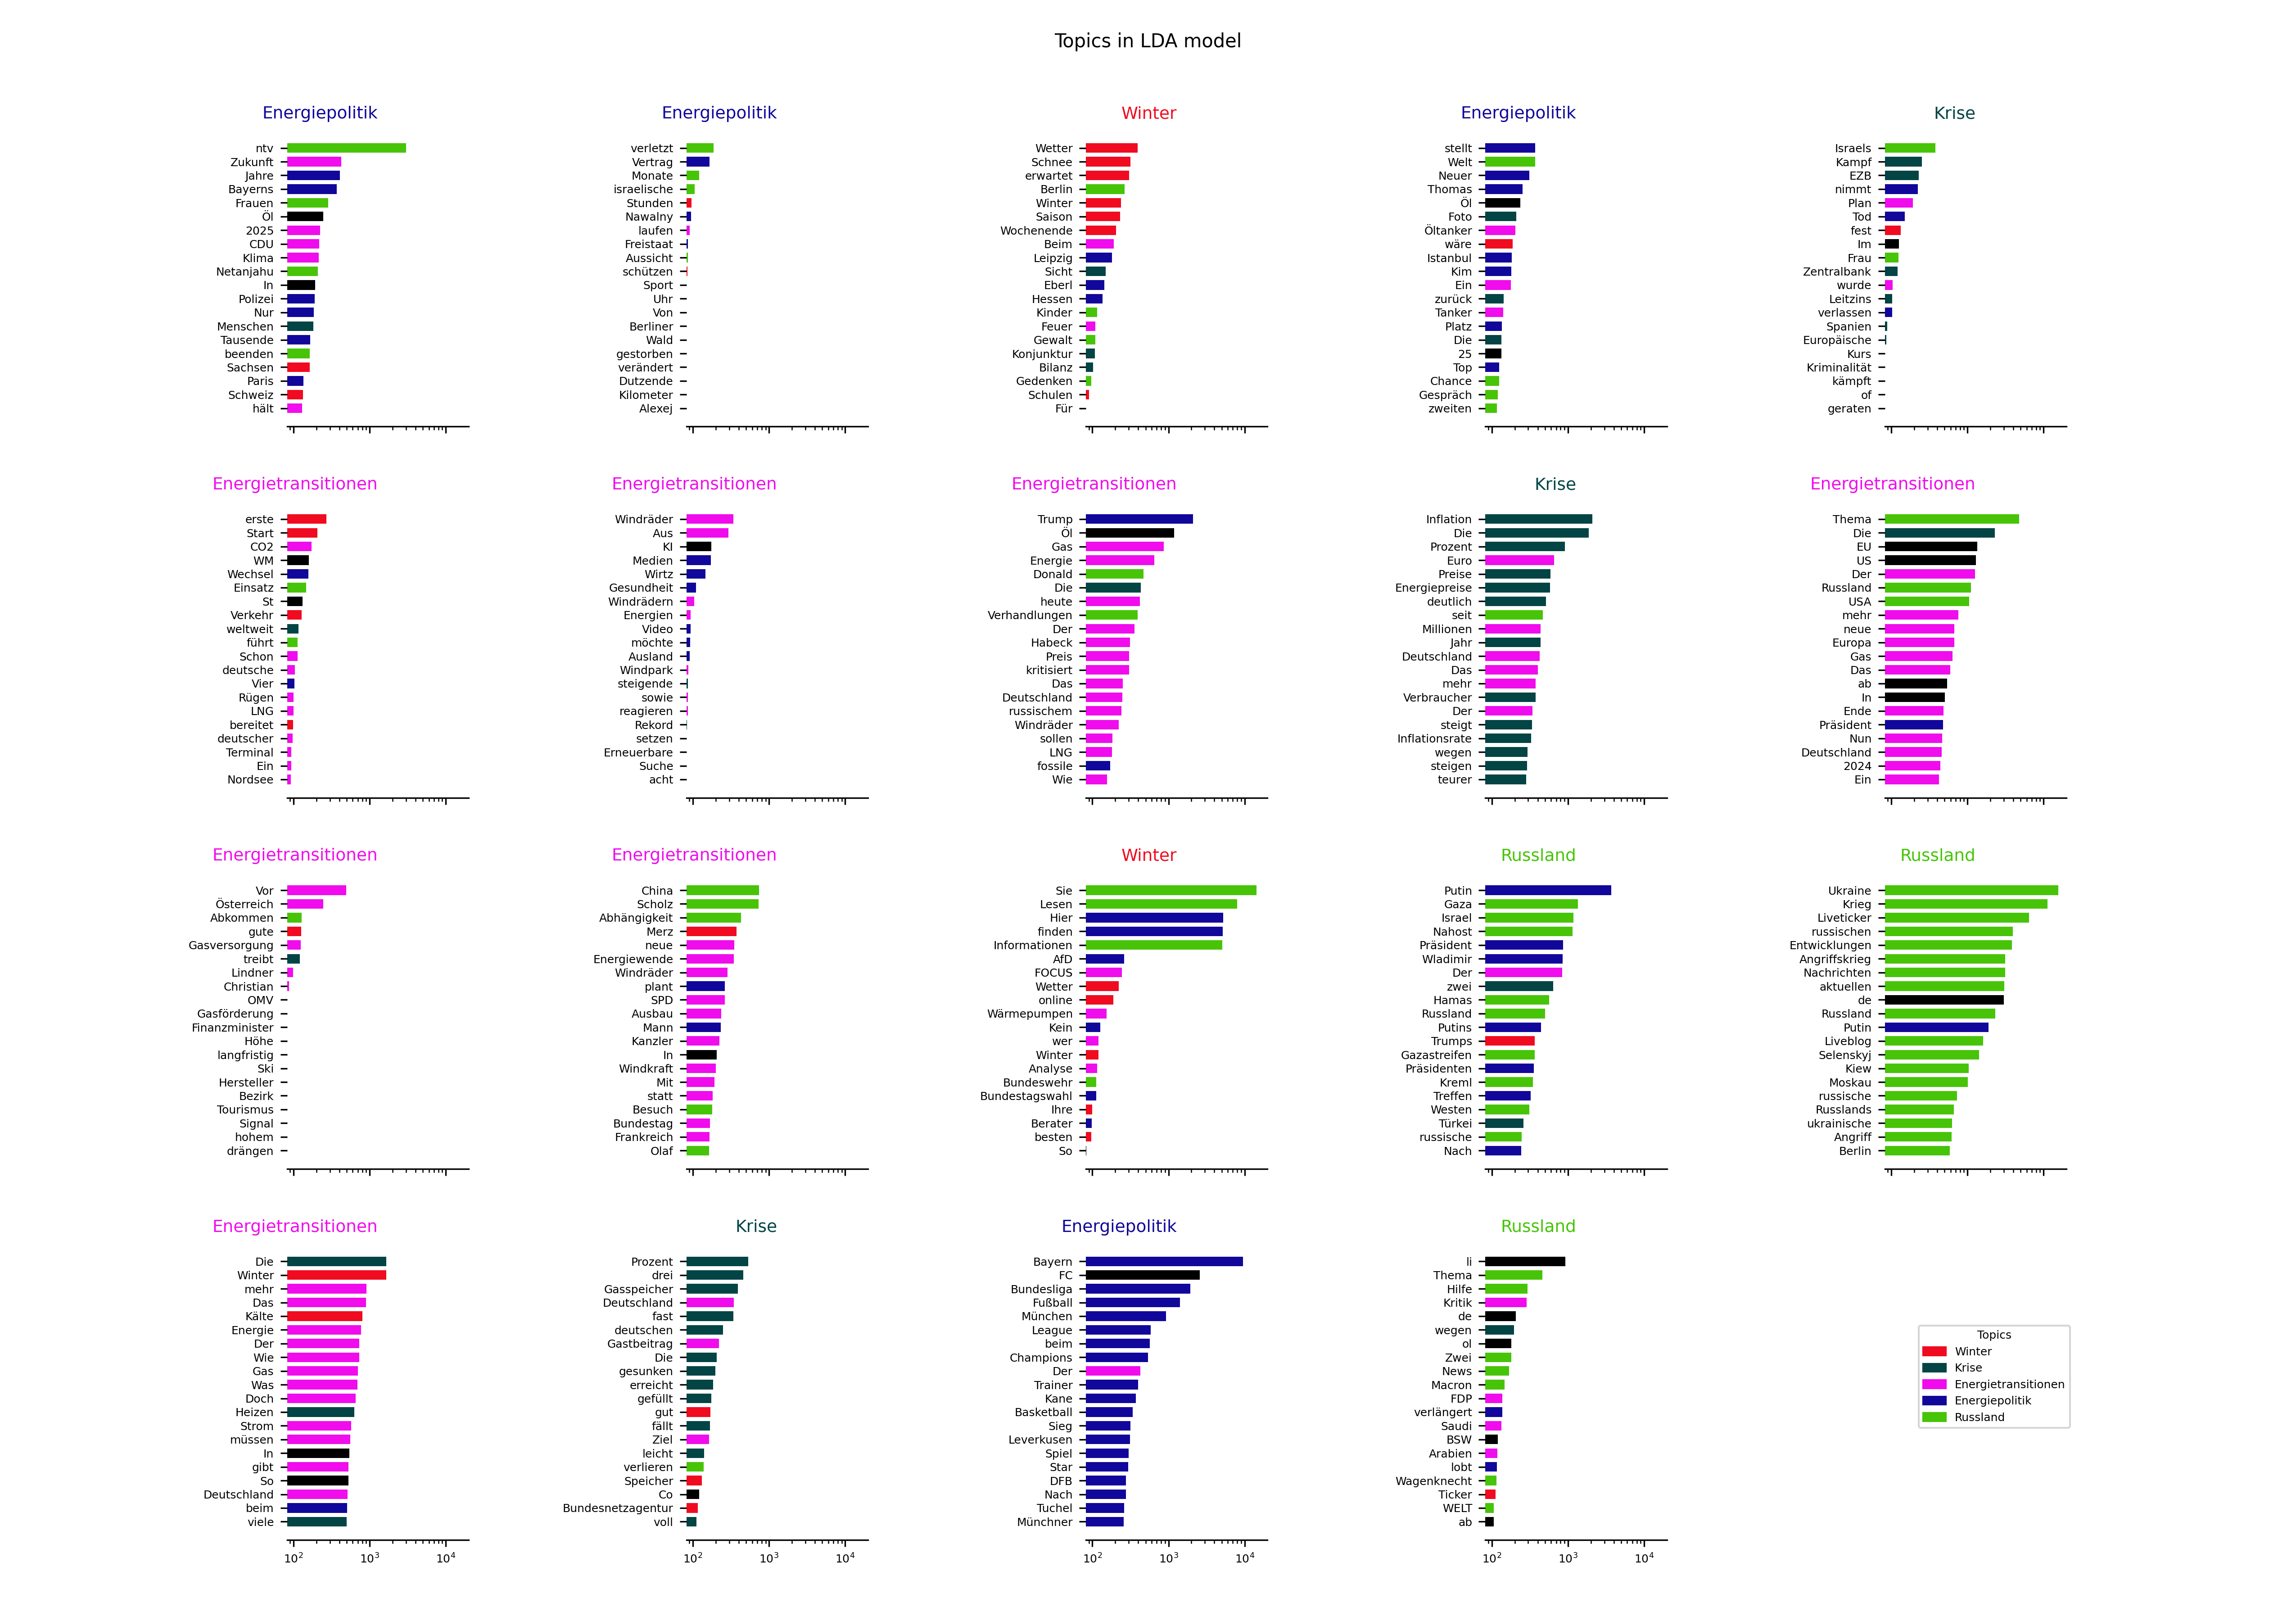 Topics in LDA model
Energiepolitik
ntv
Zukunft
Jahre
Bayerns
Frauen
Öl
2025
CDU
Klima
Netanjahu
In
Polizei
Nur
Menschen
Tausende
beenden
Sachsen
Paris
Schweiz
hält
Energiepolitik
verletzt
Vertrag
Monate
israelische
Stunden
Nawalny
laufen
Freistaat
Aussicht
schützen
Sport
Uhr
Von
Berliner
Wald
gestorben
verändert
Dutzende
Kilometer
Alexej
Winter
Wetter
Schnee
erwartet
Berlin
Winter
Saison
Wochenende
Beim
Leipzig
Sicht
Eberl
Hessen
Kinder
Feuer
Gewalt
Konjunktur
Bilanz
Gedenken
Schulen
Für
Energiepolitik
stellt
Welt
Neuer
Thomas
Öl
Foto
Öltanker
wäre
Istanbul
Kim
Ein
zurück
Tanker
Platz
Die
25
Top
Chance
Gespräch
zweiten
Krise
Israels
Kampf
EZB
nimmt
Plan
Tod
fest
Im
Frau
Zentralbank
wurde
Leitzins
verlassen
Spanien
Europäische
Kurs
Kriminalität
kämpft
of
geraten
Energietransitionen
erste
Start
CO2
WM
Wechsel
Einsatz
St
Verkehr
weltweit
führt
Schon
deutsche
Vier
Rügen
LNG
bereitet
deutscher
Terminal
Ein
Nordsee
Energietransitionen
Windräder
Aus
KI
Medien
Wirtz
Gesundheit
Windrädern
Energien
Video
möchte
Ausland
Windpark
steigende
sowie
reagieren
Rekord
setzen
Erneuerbare
Suche
acht
Energietransitionen
Trump
Öl
Gas
Energie
Donald
Die
heute
Verhandlungen
Der
Habeck
Preis
kritisiert
Das
Deutschland
russischem
Windräder
sollen
LNG
fossile
Wie
Krise
Inflation
Die
Prozent
Euro
Preise
Energiepreise
deutlich
seit
Millionen
Jahr
Deutschland
Das
mehr
Verbraucher
Der
steigt
Inflationsrate
wegen
steigen
teurer
Energietransitionen
Thema
Die
EU
US
Der
Russland
USA
mehr
neue
Europa
Gas
Das
ab
In
Ende
Präsident
Nun
Deutschland
2024
Ein
Energietransitionen
Vor
Österreich
Abkommen
gute
Gasversorgung
treibt
Lindner
Christian
OMV
Gasförderung
Finanzminister
Höhe
langfristig
Ski
Hersteller
Bezirk
Tourismus
Signal
hohem
drängen
Energietransitionen
China
Scholz
Abhängigkeit
Merz
neue
Energiewende
Windräder
plant
SPD
Ausbau
Mann
Kanzler
In
Windkraft
Mit
statt
Besuch
Bundestag
Frankreich
Olaf
Winter
Sie
Lesen
Hier
finden
Informationen
AfD
FOCUS
Wetter
online
Wärmepumpen
Kein
wer
Winter
Analyse
Bundeswehr
Bundestagswahl
Ihre
Berater
besten
So
Russland
Putin
Gaza
Israel
Nahost
Präsident
Wladimir
Der
zwei
Hamas
Russland
Putins
Trumps
Gazastreifen
Präsidenten
Kreml
Treffen
Westen
Türkei
russische
Nach
Russland
Ukraine
Krieg
Liveticker
russischen
Entwicklungen
Angriffskrieg
Nachrichten
aktuellen
de
Russland
Putin
Liveblog
Selenskyj
Kiew
Moskau
russische
Russlands
ukrainische
Angriff
Berlin
Energietransitionen
Die
Winter
mehr
Das
Kälte
Energie
Der
Wie
Gas
Was
Doch
Heizen
Strom
müssen
In
gibt
So
Deutschland
beim
viele
10² 10³ 10⁴
Krise
Prozent
drei
Gasspeicher
Deutschland
fast
deutschen
Gastbeitrag
Die
gesunken
erreicht
gefüllt
gut
fällt
Ziel
leicht
verlieren
Speicher
Co
Bundesnetzagentur
voll
10² 10³ 10⁴
Energiepolitik
Bayern
FC
Bundesliga
Fußball
München
League
beim
Champions
Der
Trainer
Kane
Basketball
Sieg
Leverkusen
Spiel
Star
DFB
Nach
Tuchel
Münchner
10² 10³ 10⁴
Russland
li
Thema
Hilfe
Kritik
de
wegen
ol
Zwei
News
Macron
FDP
verlängert
Saudi
BSW
Arabien
lobt
Wagenknecht
Ticker
WELT
ab
10² 10³ 10⁴
Topics
Winter
Krise
Energietransitionen
Energiepolitik
Russland